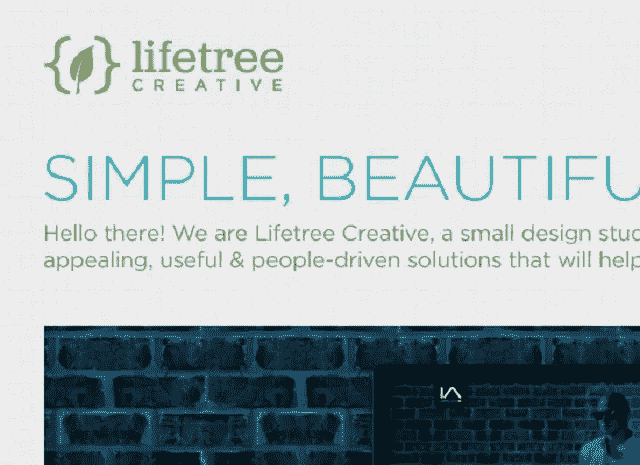 lifetree
CREATIVE
SIMPLE, BEAUTIFU
Hello there! We are Lifetree Creative, a small design stud
appealing, useful & people-driven solutions that will help